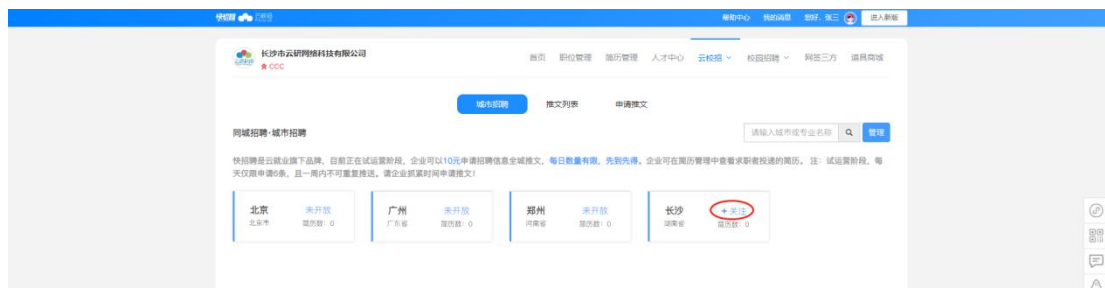 快招聘 云就业
帮助中心 我的消息 您好，张三 进入新版
长沙市云研网络科技有限公司
CCC
首页 职位管理 简历管理 人才中心 云校招 校园招聘 网签三方 道具商城
城市招聘 推文列表 申请推文
同城招聘·城市招聘
请输入城市或专业名称 管理
快招聘是云就业旗下品牌，目前正在试运营阶段，企业可以10元申请招聘信息全城推文，每日数量有限，先到先得。企业可在简历管理中查看求职者投递的简历。 注：试运营阶段，每
天仅限申请6条，且一周内不可重复推送。请企业抓紧时间申请推文！
北京 未开放 广州 未开放 郑州 未开放 长沙 +关注
北京市 简历数：0 广东省 简历数：0 河南省 简历数：0 湖南省 简历数：0